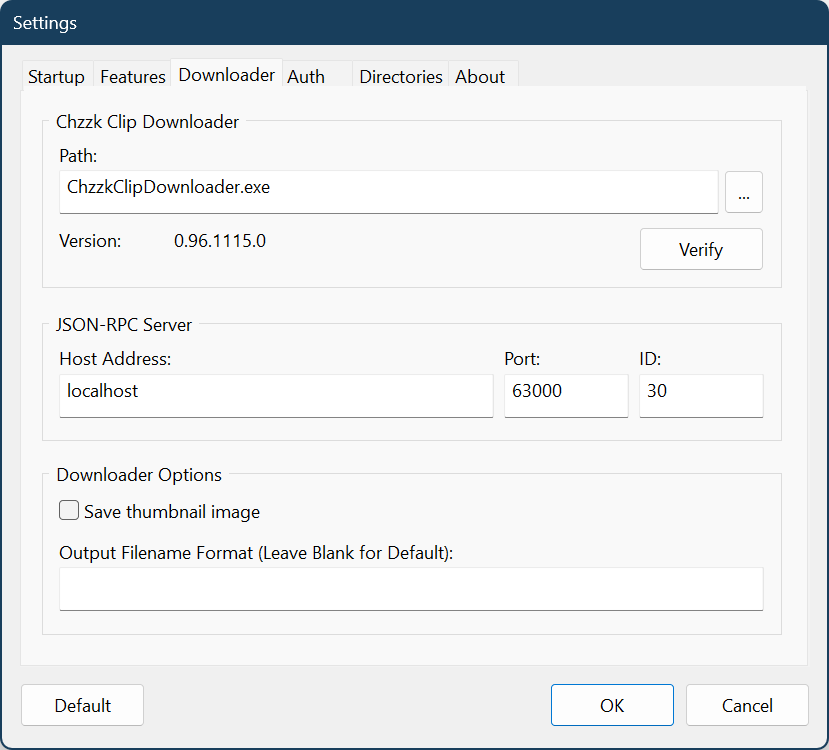 Settings
Startup Features Downloader Auth Directories About
Chzzk Clip Downloader
Path:
ChzzkClipDownloader.exe
...
Version: 0.96.1115.0
Verify
JSON-RPC Server
Host Address: Port: ID:
localhost 63000 30
Downloader Options
Save thumbnail image
Output Filename Format (Leave Blank for Default):
Default OK Cancel